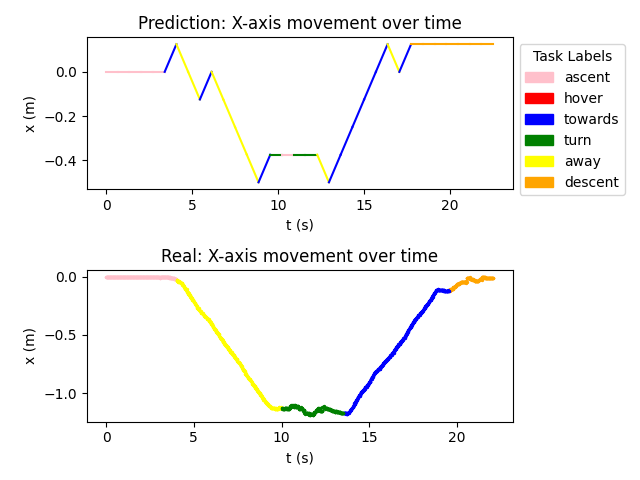 Prediction: X-axis movement over time
x (m)
0.0
−0.2
−0.4
0
5
10
15
20
t (s)
Task Labels
ascent
hover
towards
turn
away
descent
Real: X-axis movement over time
x (m)
0.0
−0.5
−1.0
0
5
10
15
20
t (s)